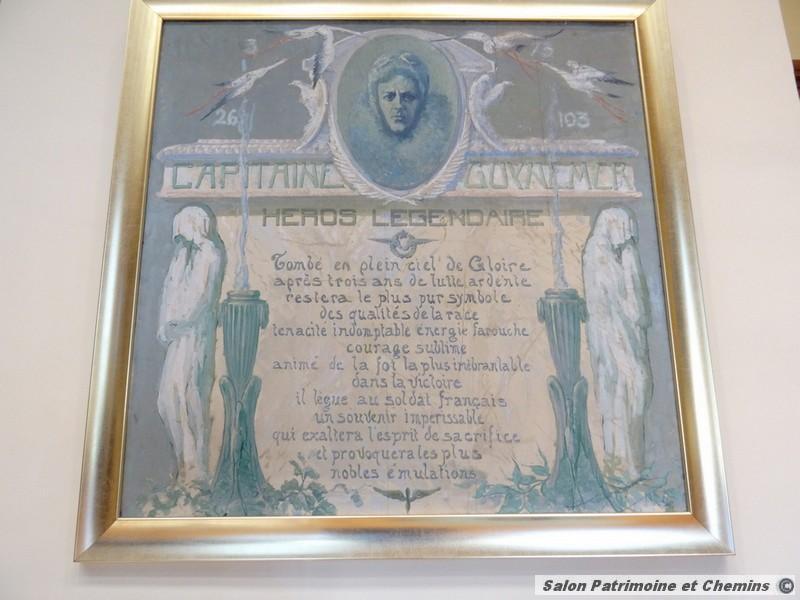 3 73
26 103
CAPITAINE GUYNEMER
HEROS LEGENDAIRE
Tombé en plein ciel de Gloire
après trois ans de lutte ardente
restera le plus pur symbole
des qualités de la race
tenacité indomptable énergie farouche
courage sublime
animé de la foi la plus inébranlable
dans la victoire
il lègue au soldat français
un souvenir imperissable
qui exaltera l'esprit de sacrifice
et provoquera les plus
nobles émulations
Salon Patrimoine et Chemins ©